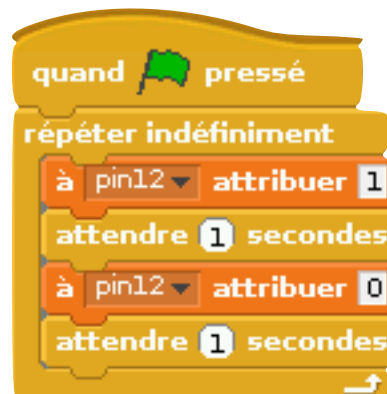 quand pressé
répéter indéfiniment
à pin12 attribuer 1
attendre 1 secondes
à pin12 attribuer 0
attendre 1 secondes